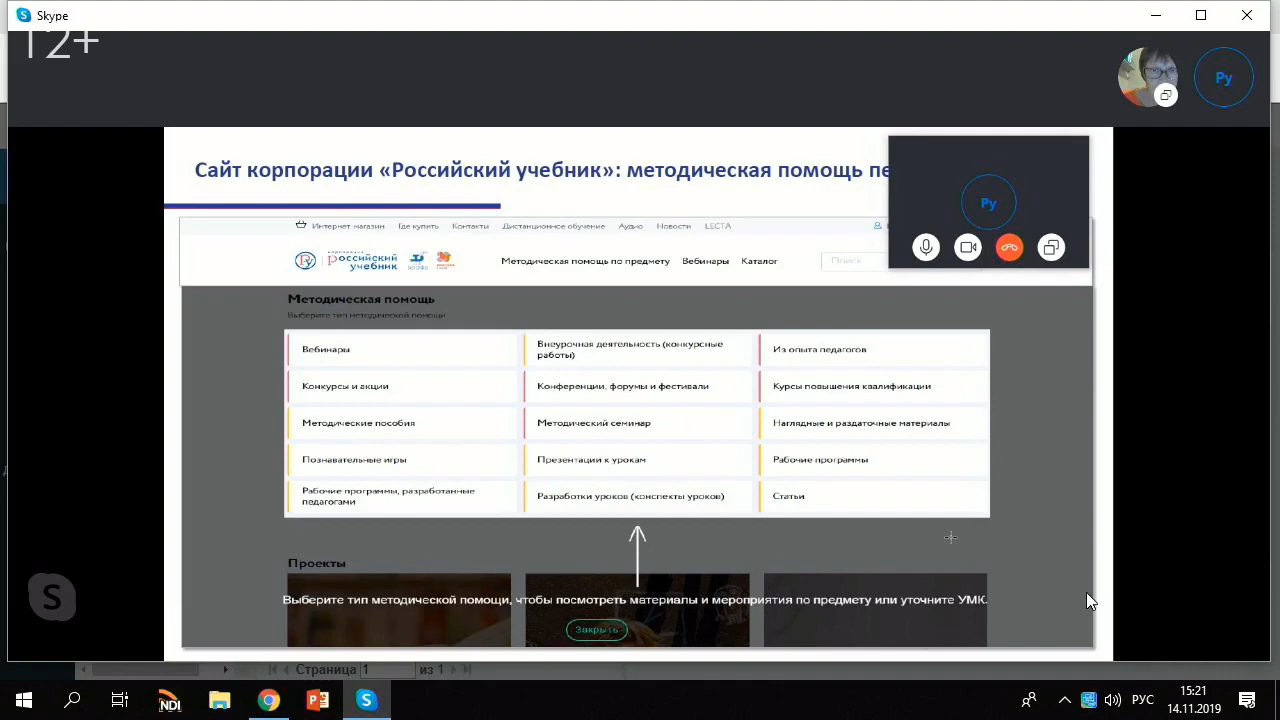 Skype
12+
Ру
Сайт корпорации «Российский учебник»: методическая помощь пе
Ру
Интернет-магазин Где купить Контакты Дистанционное обучение Аудио Новости LECTA
российский учебник Методическая помощь по предмету Вебинары Каталог Поиск
Методическая помощь
Выберите тип методической помощи
Вебинары
Внеурочная деятельность (конкурсные
работы)
Из опыта педагогов
Конкурсы и акции
Конференции, форумы и фестивали
Курсы повышения квалификации
Методические пособия
Методический семинар
Наглядные и раздаточные материалы
Познавательные игры
Презентации к урокам
Рабочие программы
Рабочие программы, разработанные
педагогами
Разработки уроков (конспекты уроков)
Статьи
Проекты
Выберите тип методической помощи, чтобы посмотреть материалы и мероприятия по предмету или уточните УМК.
Закрыть
Страница 1 из 1
NDI
РУС
15:21
14.11.2019